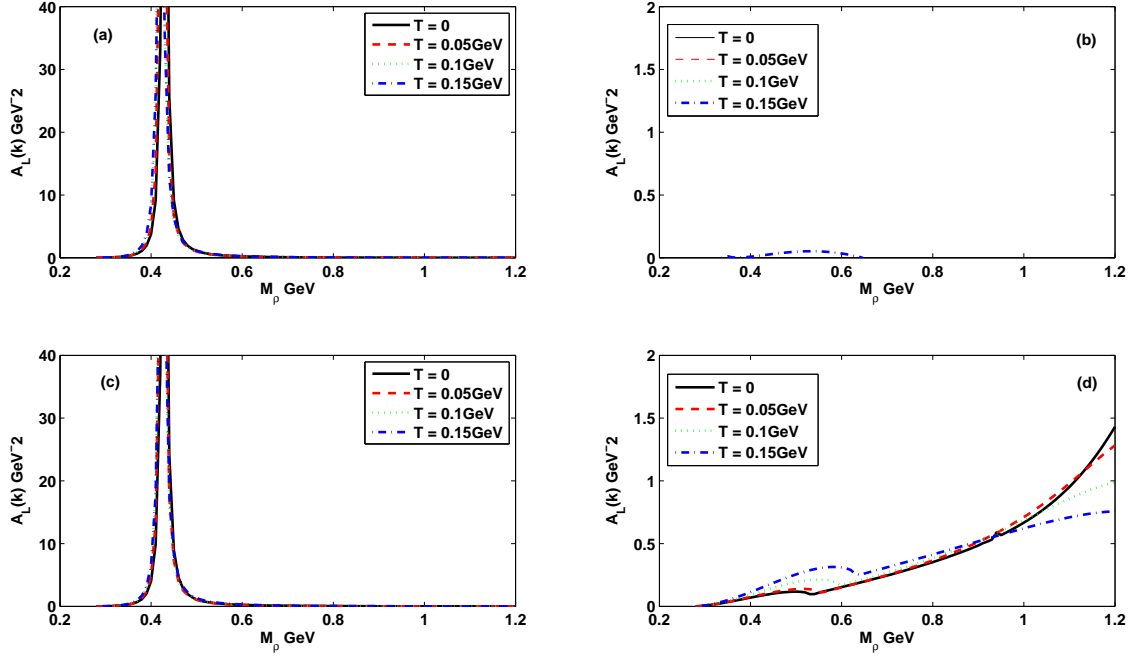 (a)
T = 0
T = 0.05GeV
T = 0.1GeV
T = 0.15GeV
A_L(k) GeV^-2
40
30
20
10
0
0.2 0.4 0.6 0.8 1 1.2
M_ρ GeV
(b)
T = 0
T = 0.05GeV
T = 0.1GeV
T = 0.15GeV
A_L(k) GeV^-2
2
1.5
1
0.5
0
0.2 0.4 0.6 0.8 1 1.2
M_ρ GeV
(c)
T = 0
T = 0.05GeV
T = 0.1GeV
T = 0.15GeV
A_L(k) GeV^-2
40
30
20
10
0
0.2 0.4 0.6 0.8 1 1.2
M_ρ GeV
(d)
T = 0
T = 0.05GeV
T = 0.1GeV
T = 0.15GeV
A_L(k) GeV^-2
2
1.5
1
0.5
0
0.2 0.4 0.6 0.8 1 1.2
M_ρ GeV